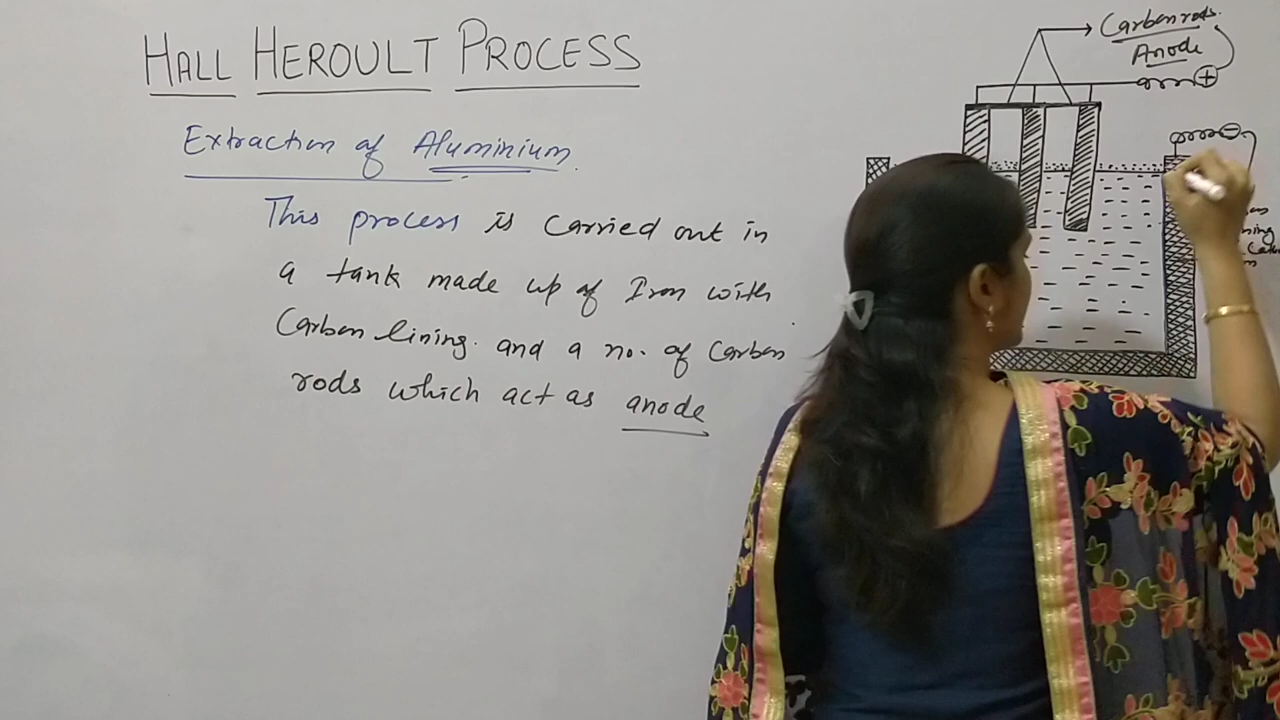 HALL HEROULT PROCESS
Extraction of Aluminium.
This process is carried out in
a tank made up of Iron with
Carbon lining. and a no. of Carbon
rods which act as anode
Carbon rods.
Anode
+
-